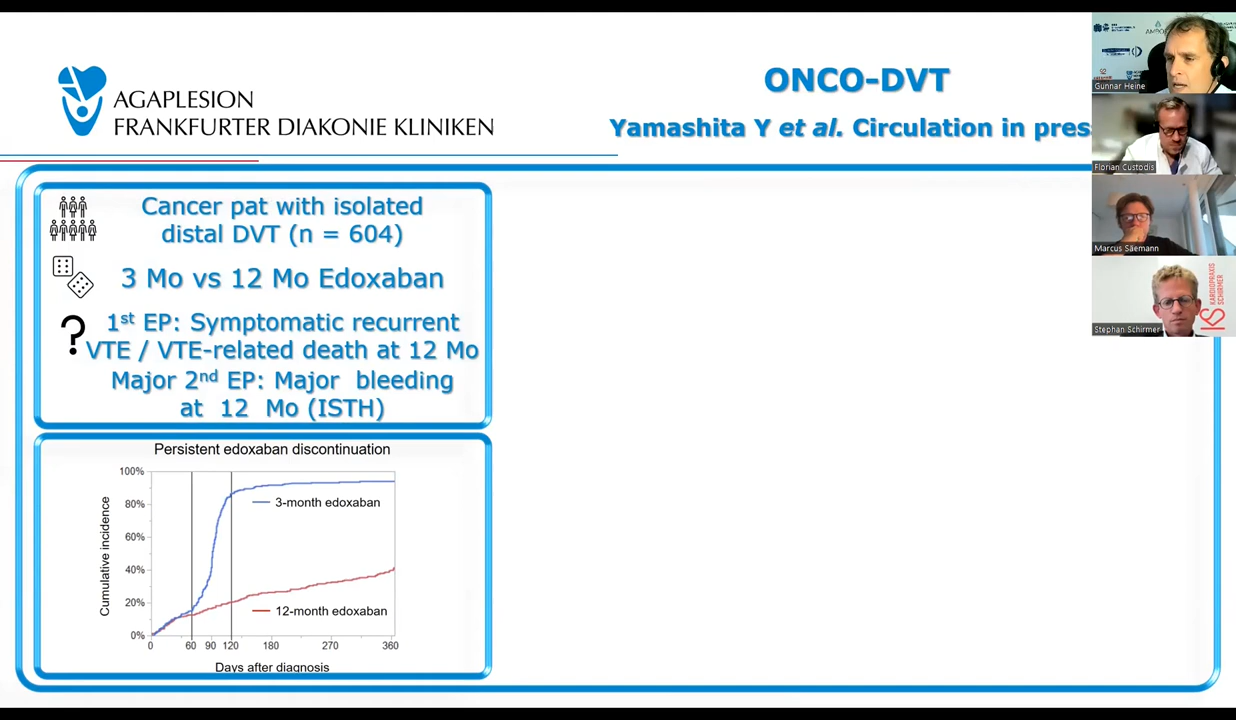 AGAPLESION
FRANKFURTER DIAKONIE KLINIKEN
ONCO-DVT
Yamashita Y et al. Circulation in pres
Cancer pat with isolated
distal DVT (n = 604)
3 Mo vs 12 Mo Edoxaban
?
1st EP: Symptomatic recurrent
VTE / VTE-related death at 12 Mo
Major 2nd EP: Major bleeding
at 12 Mo (ISTH)
Persistent edoxaban discontinuation
Cumulative incidence
100%
80%
60%
40%
20%
0%
3-month edoxaban
12-month edoxaban
0 60 90 120 180 270 360
Days after diagnosis
Gunnar Heine
Florian Custodis
Marcus Säemann
Stephan Schirmer
KS
KARDIOPRAXIS
SCHIRMER